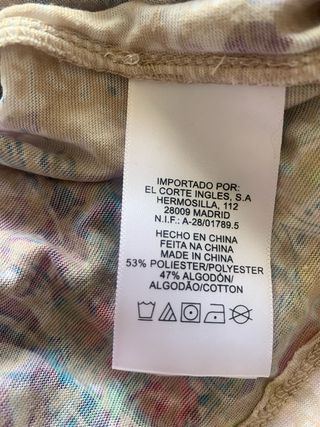 IMPORTADO POR:
EL CORTE INGLES, S.A
HERMOSILLA, 112
28009 MADRID
N.I.F.: A-28/01789.5
HECHO EN CHINA
FEITA NA CHINA
MADE IN CHINA
53% POLIESTER/POLYESTER
47% ALGODÓN/
ALGODÃO/COTTON